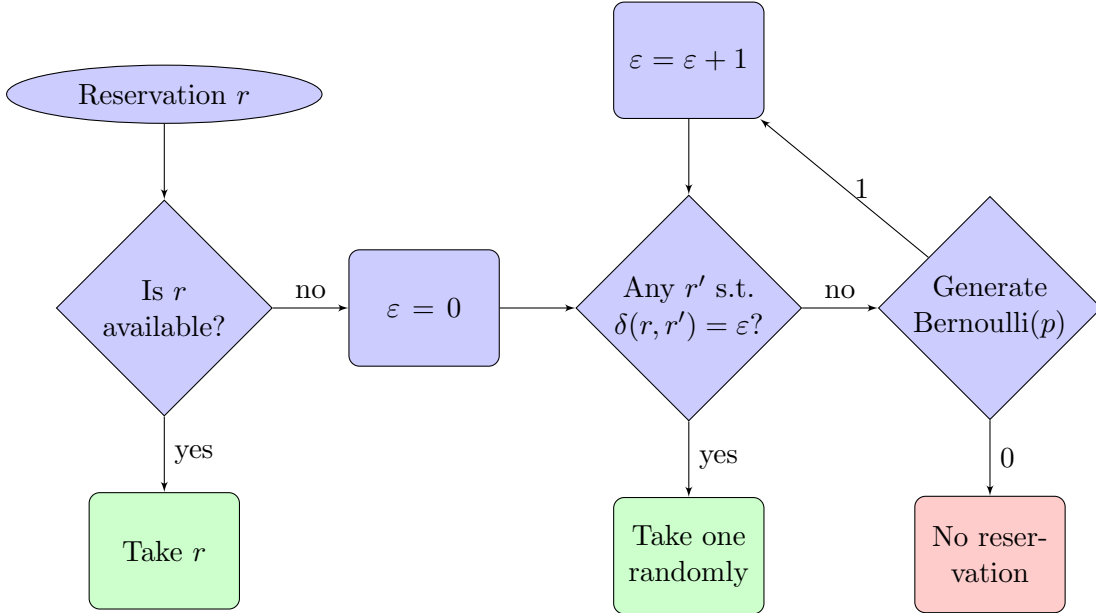 Reservation r
Is r
available?
no
yes
Take r
ε = 0
ε = ε + 1
Any r′ s.t.
δ(r, r′) = ε?
no
yes
Take one
randomly
1
Generate
Bernoulli(p)
0
No reser-
vation